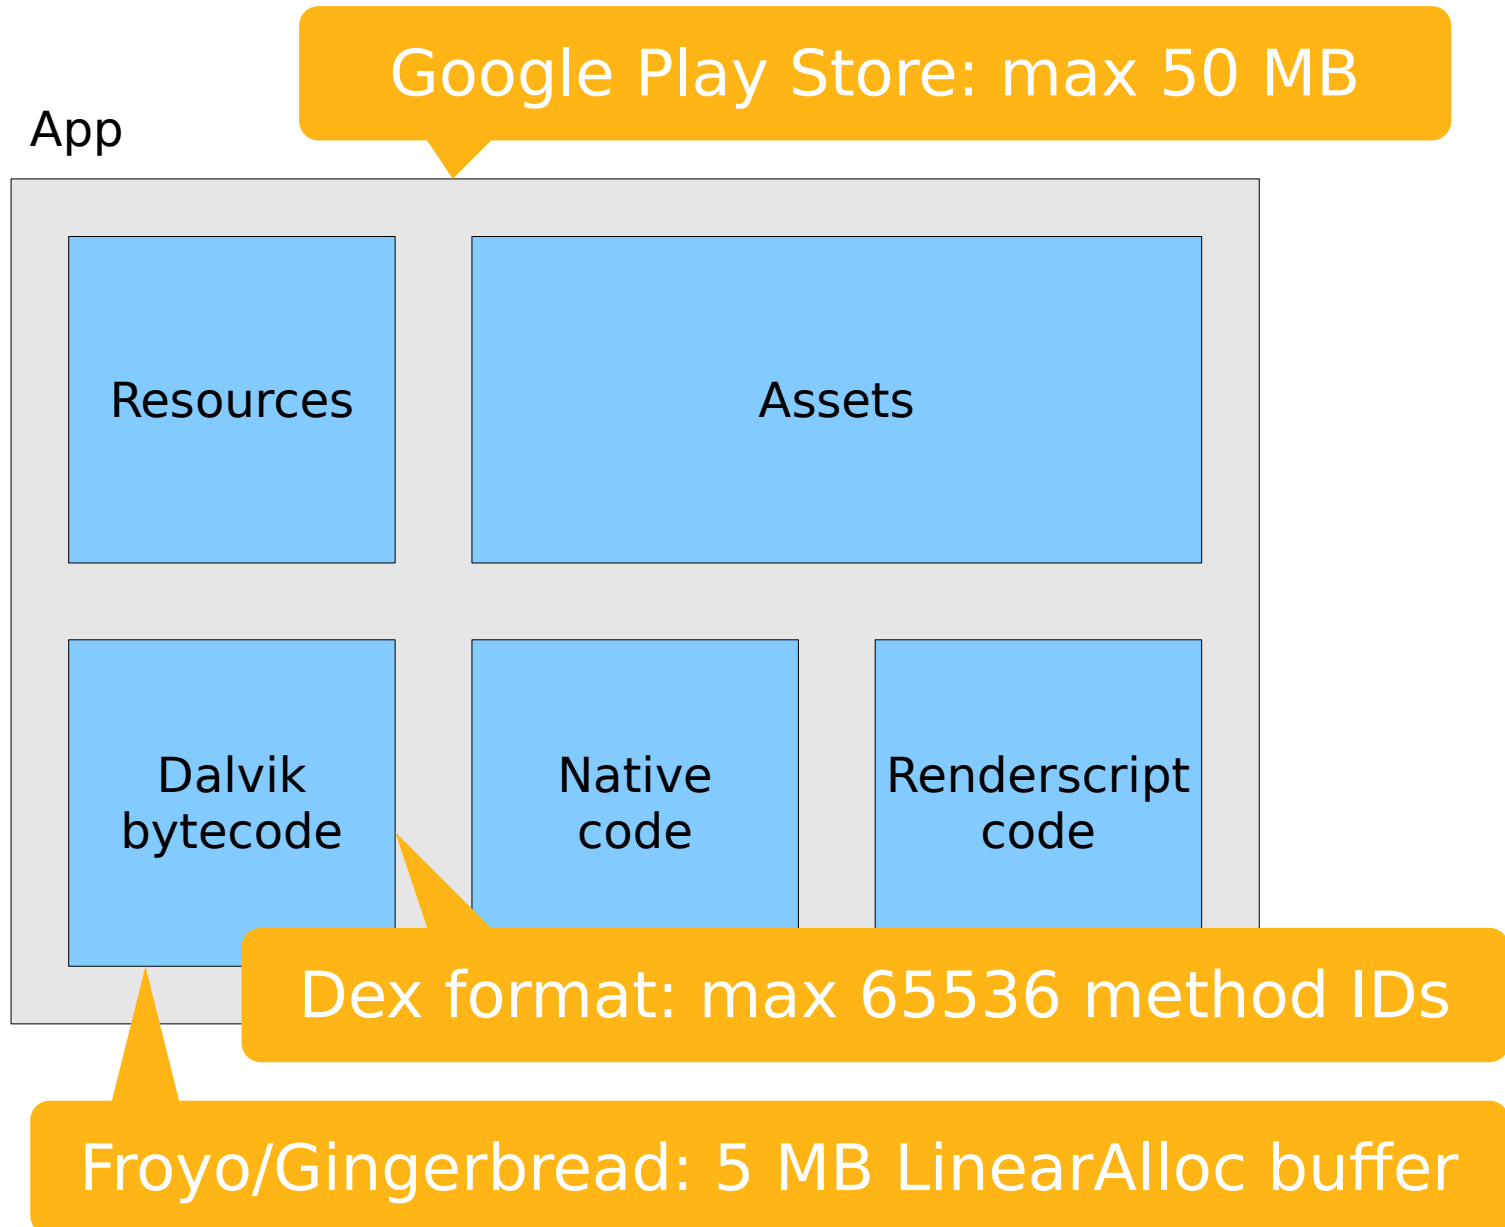 Google Play Store: max 50 MB
App
Resources
Assets
Dalvik
bytecode
Native
code
Renderscript
code
Dex format: max 65536 method IDs
Froyo/Gingerbread: 5 MB LinearAlloc buffer